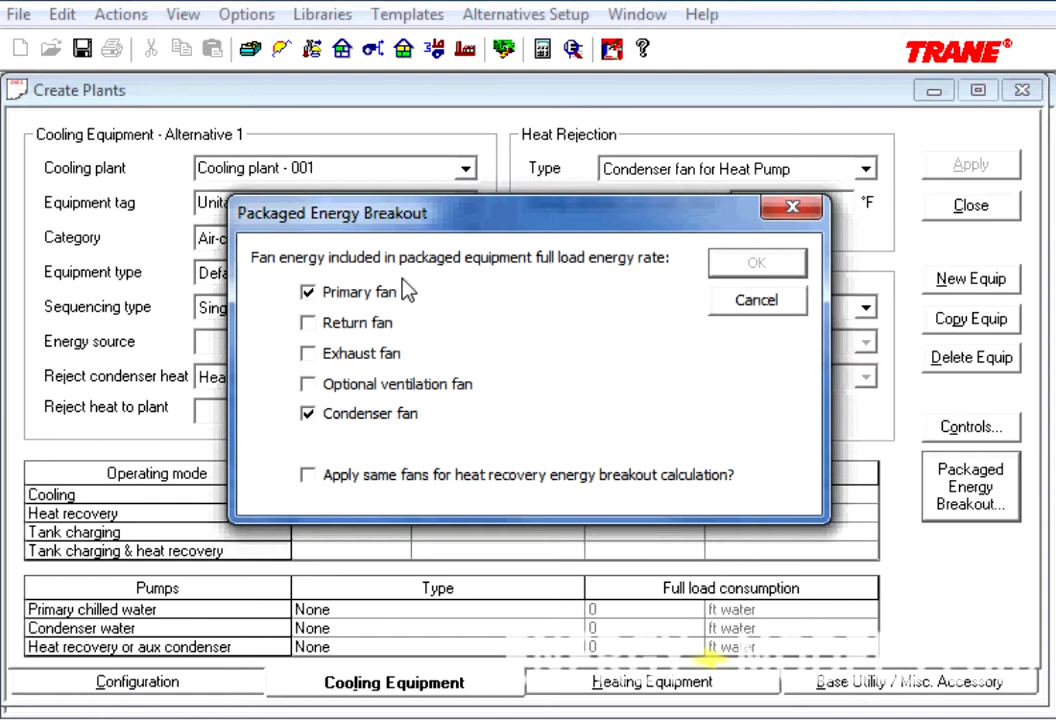 File Edit Actions View Options Libraries Templates Alternatives Setup Window Help
TRANE®
Create Plants
Cooling Equipment - Alternative 1
Heat Rejection
Cooling plant Cooling plant - 001
Type Condenser fan for Heat Pump
Apply
Equipment tag Unita
°F
Close
Category Air-c
Equipment type Defa
Sequencing type Sing
Energy source
Reject condenser heat Hea
Reject heat to plant
New Equip
Copy Equip
Delete Equip
Controls...
Packaged
Energy
Breakout...
Packaged Energy Breakout
Fan energy included in packaged equipment full load energy rate:
Primary fan
Return fan
Exhaust fan
Optional ventilation fan
Condenser fan
Apply same fans for heat recovery energy breakout calculation?
OK
Cancel
Operating mode
Cooling
Heat recovery
Tank charging
Tank charging & heat recovery
Pumps Type Full load consumption
Primary chilled water None 0 ft water
Condenser water None 0 ft water
Heat recovery or aux condenser None 0 ft water
Configuration Cooling Equipment Heating Equipment Base Utility / Misc. Accessory